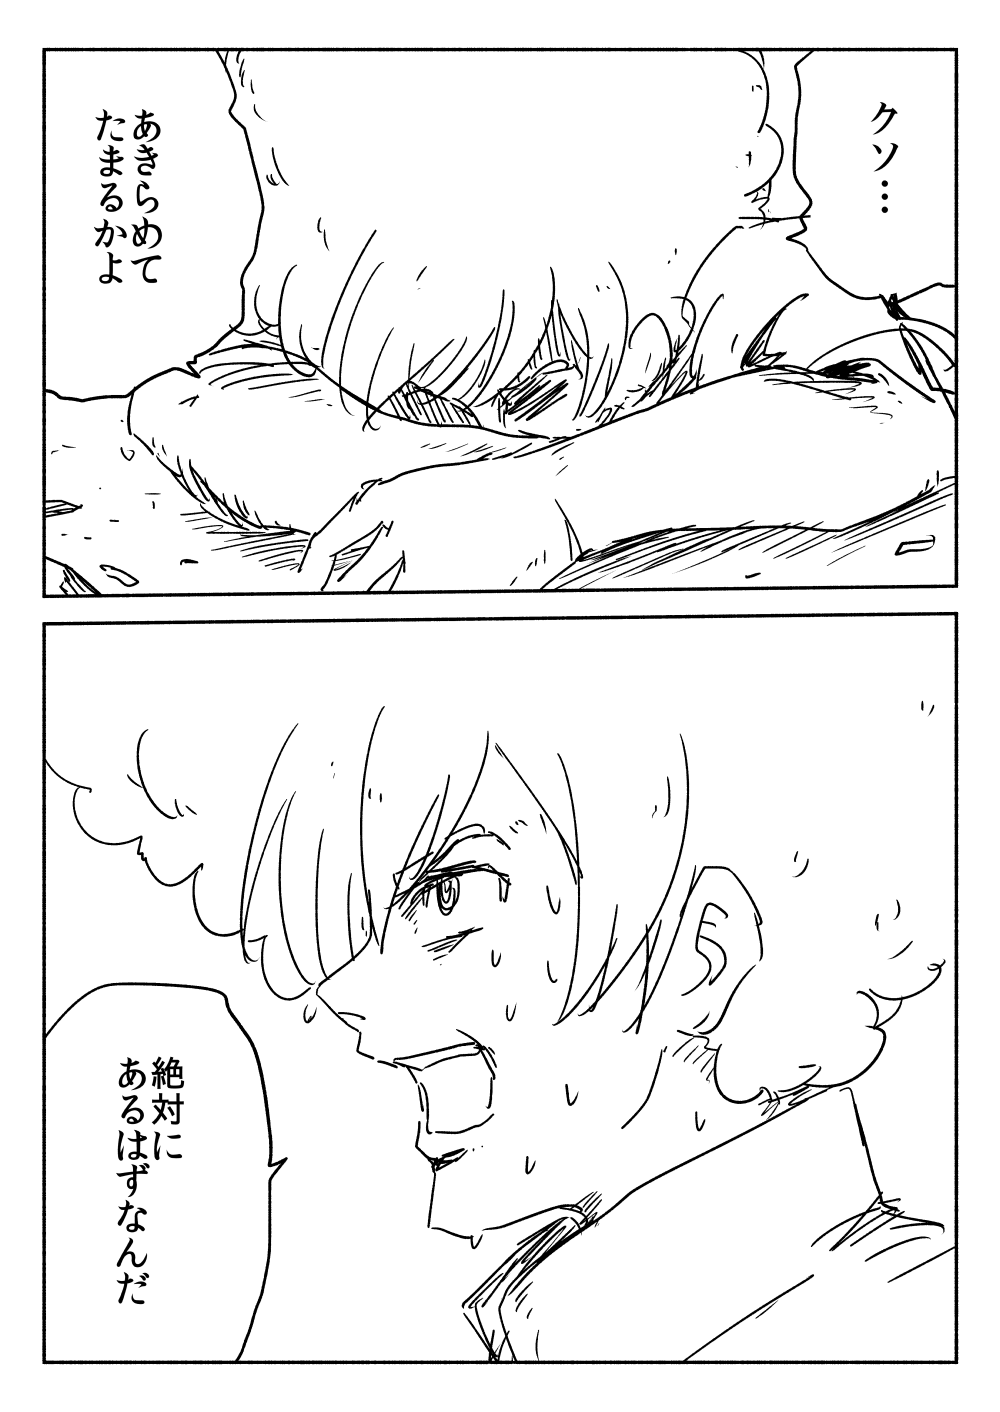 クソ…
あきらめて
たまるかよ
絶対に
あるはずなんだ